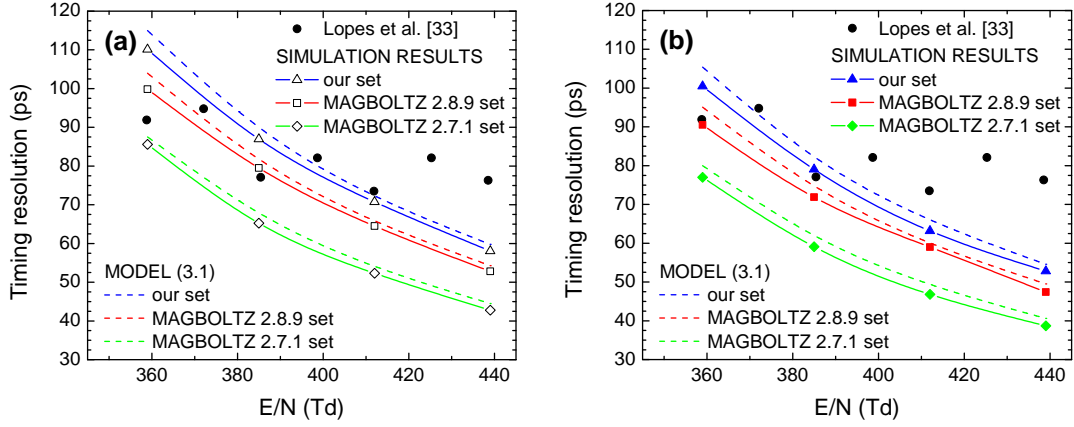 (a)
Lopes et al. [33]
SIMULATION RESULTS
our set
MAGBOLTZ 2.8.9 set
MAGBOLTZ 2.7.1 set
MODEL (3.1)
our set
MAGBOLTZ 2.8.9 set
MAGBOLTZ 2.7.1 set
Timing resolution (ps)
120
110
100
90
80
70
60
50
40
30
360
380
400
420
440
E/N (Td)
(b)
Lopes et al. [33]
SIMULATION RESULTS
our set
MAGBOLTZ 2.8.9 set
MAGBOLTZ 2.7.1 set
MODEL (3.1)
our set
MAGBOLTZ 2.8.9 set
MAGBOLTZ 2.7.1 set
Timing resolution (ps)
120
110
100
90
80
70
60
50
40
30
360
380
400
420
440
E/N (Td)